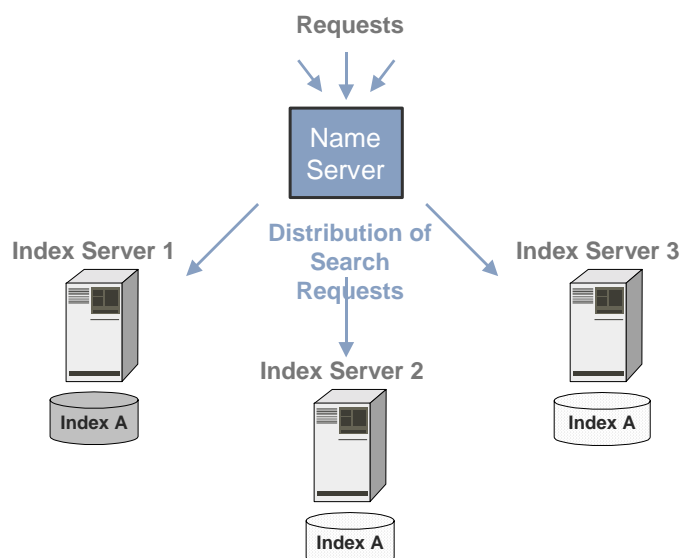 Requests
Name
Server
Distribution of
Search
Requests
Index Server 1
Index Server 3
Index Server 2
Index A
Index A
Index A